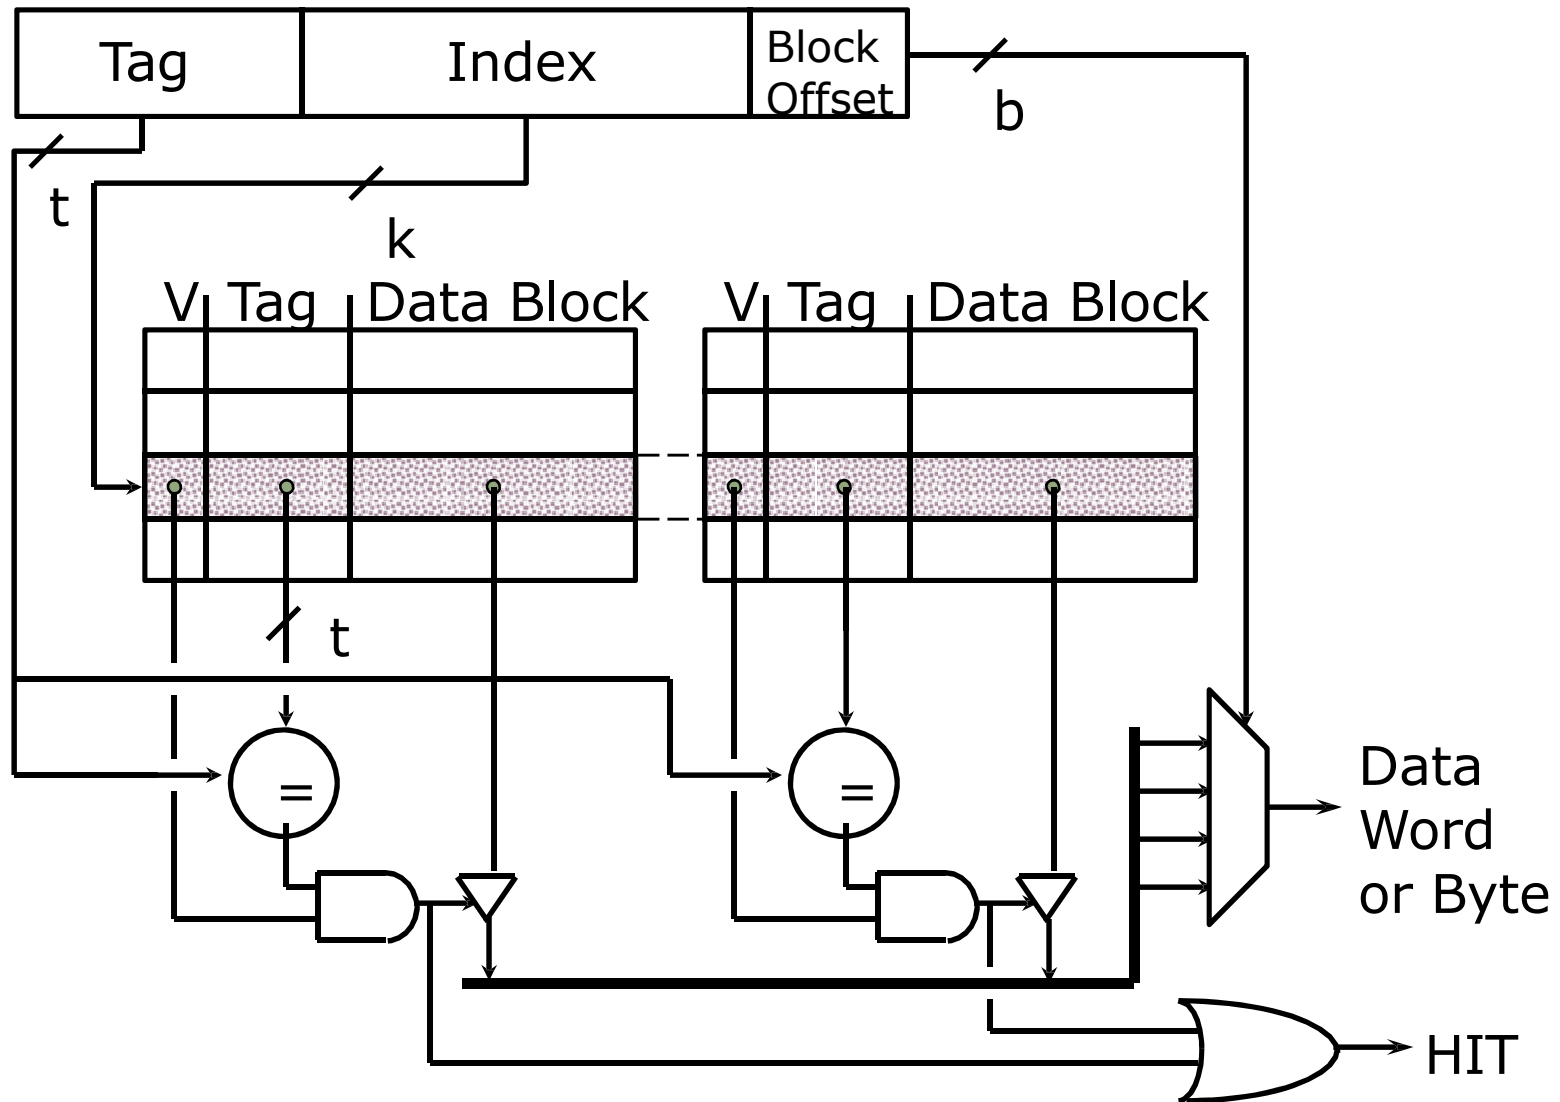 Tag Index Block
Offset
b
t
k
V Tag Data Block V Tag Data Block
t
= =
Data
Word
or Byte
HIT